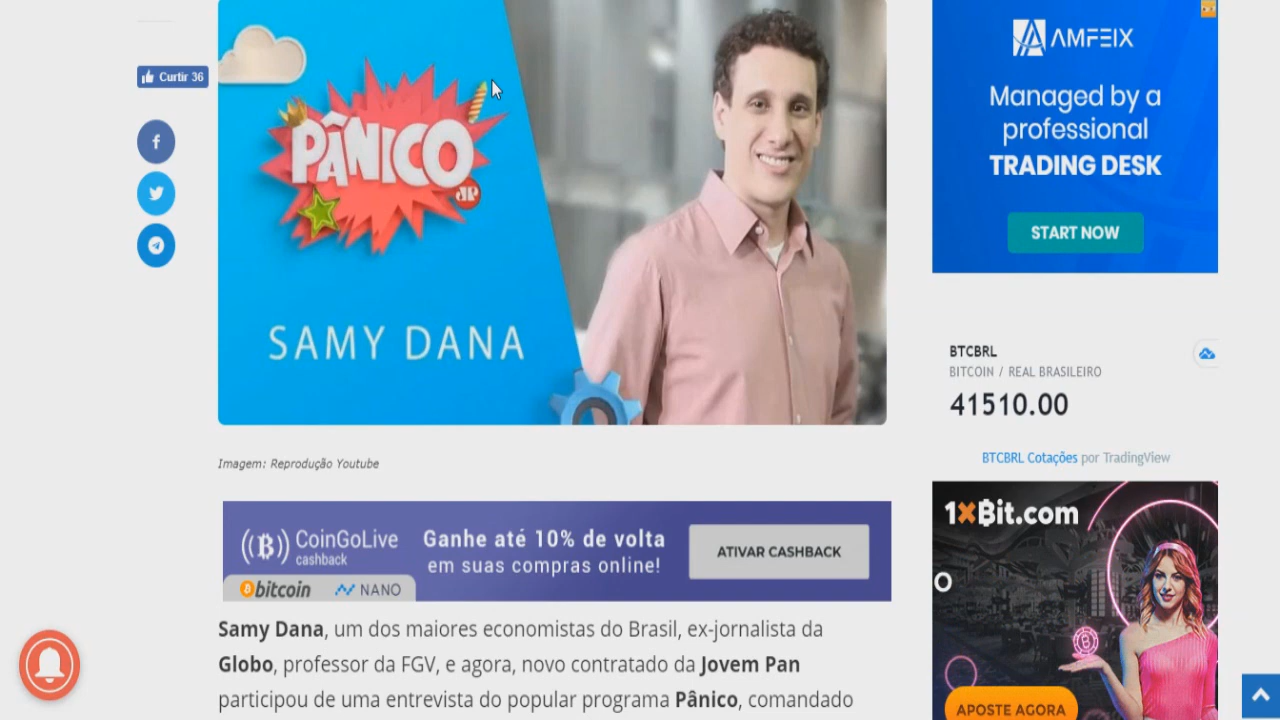 Curtir 36
PÂNICO
JP
SAMY DANA
Imagem: Reprodução Youtube
CoinGoLive
cashback
Ganhe até 10% de volta
em suas compras online!
ATIVAR CASHBACK
bitcoin
NANO
Samy Dana, um dos maiores economistas do Brasil, ex-jornalista da
Globo, professor da FGV, e agora, novo contratado da Jovem Pan
participou de uma entrevista do popular programa Pânico, comandado
AMFEIX
Managed by a
professional
TRADING DESK
START NOW
BTCBRL
BITCOIN / REAL BRASILEIRO
41510.00
BTCBRL Cotações por TradingView
1xBit.com
O
APOSTE AGORA